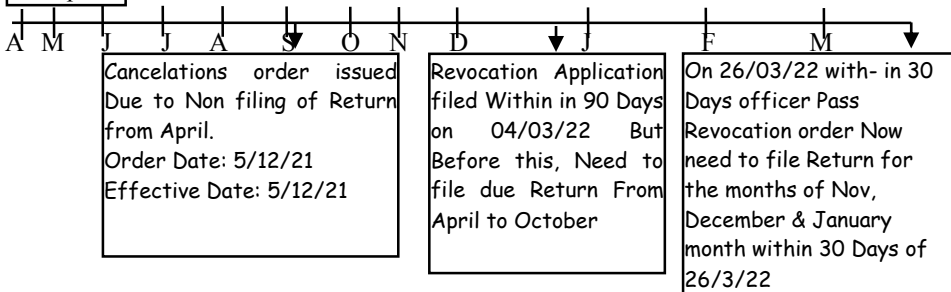 A M J J A S O N D J F M
Cancelations order issued
Due to Non filing of Return
from April.
Order Date: 5/12/21
Effective Date: 5/12/21
Revocation Application
filed Within in 90 Days
on 04/03/22 But
Before this, Need to
file due Return From
April to October
On 26/03/22 with- in 30
Days officer Pass
Revocation order Now
need to file Return for
the months of Nov,
December & January
month within 30 Days of
26/3/22